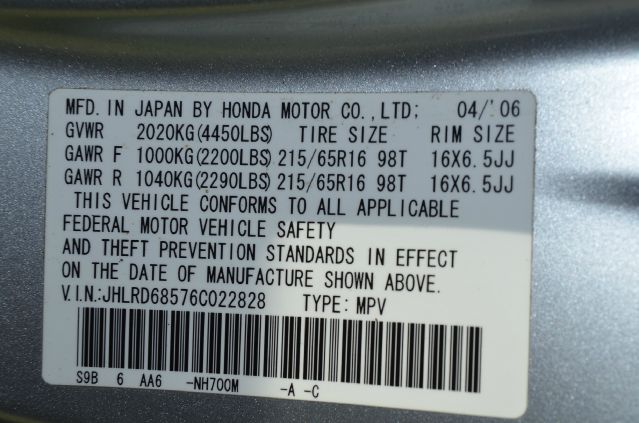 MFD. IN JAPAN BY HONDA MOTOR CO.,LTD; 04/'06
GVWR 2020KG(4450LBS) TIRE SIZE RIM SIZE
GAWR F 1000KG(2200LBS) 215/65R16 98T 16X6.5JJ
GAWR R 1040KG(2290LBS) 215/65R16 98T 16X6.5JJ
THIS VEHICLE CONFORMS TO ALL APPLICABLE
FEDERAL MOTOR VEHICLE SAFETY
AND THEFT PREVENTION STANDARDS IN EFFECT
ON THE DATE OF MANUFACTURE SHOWN ABOVE.
V.I.N.:JHLRD68576C022828 TYPE: MPV
S9B 6 AA6 -NH700M -A -C